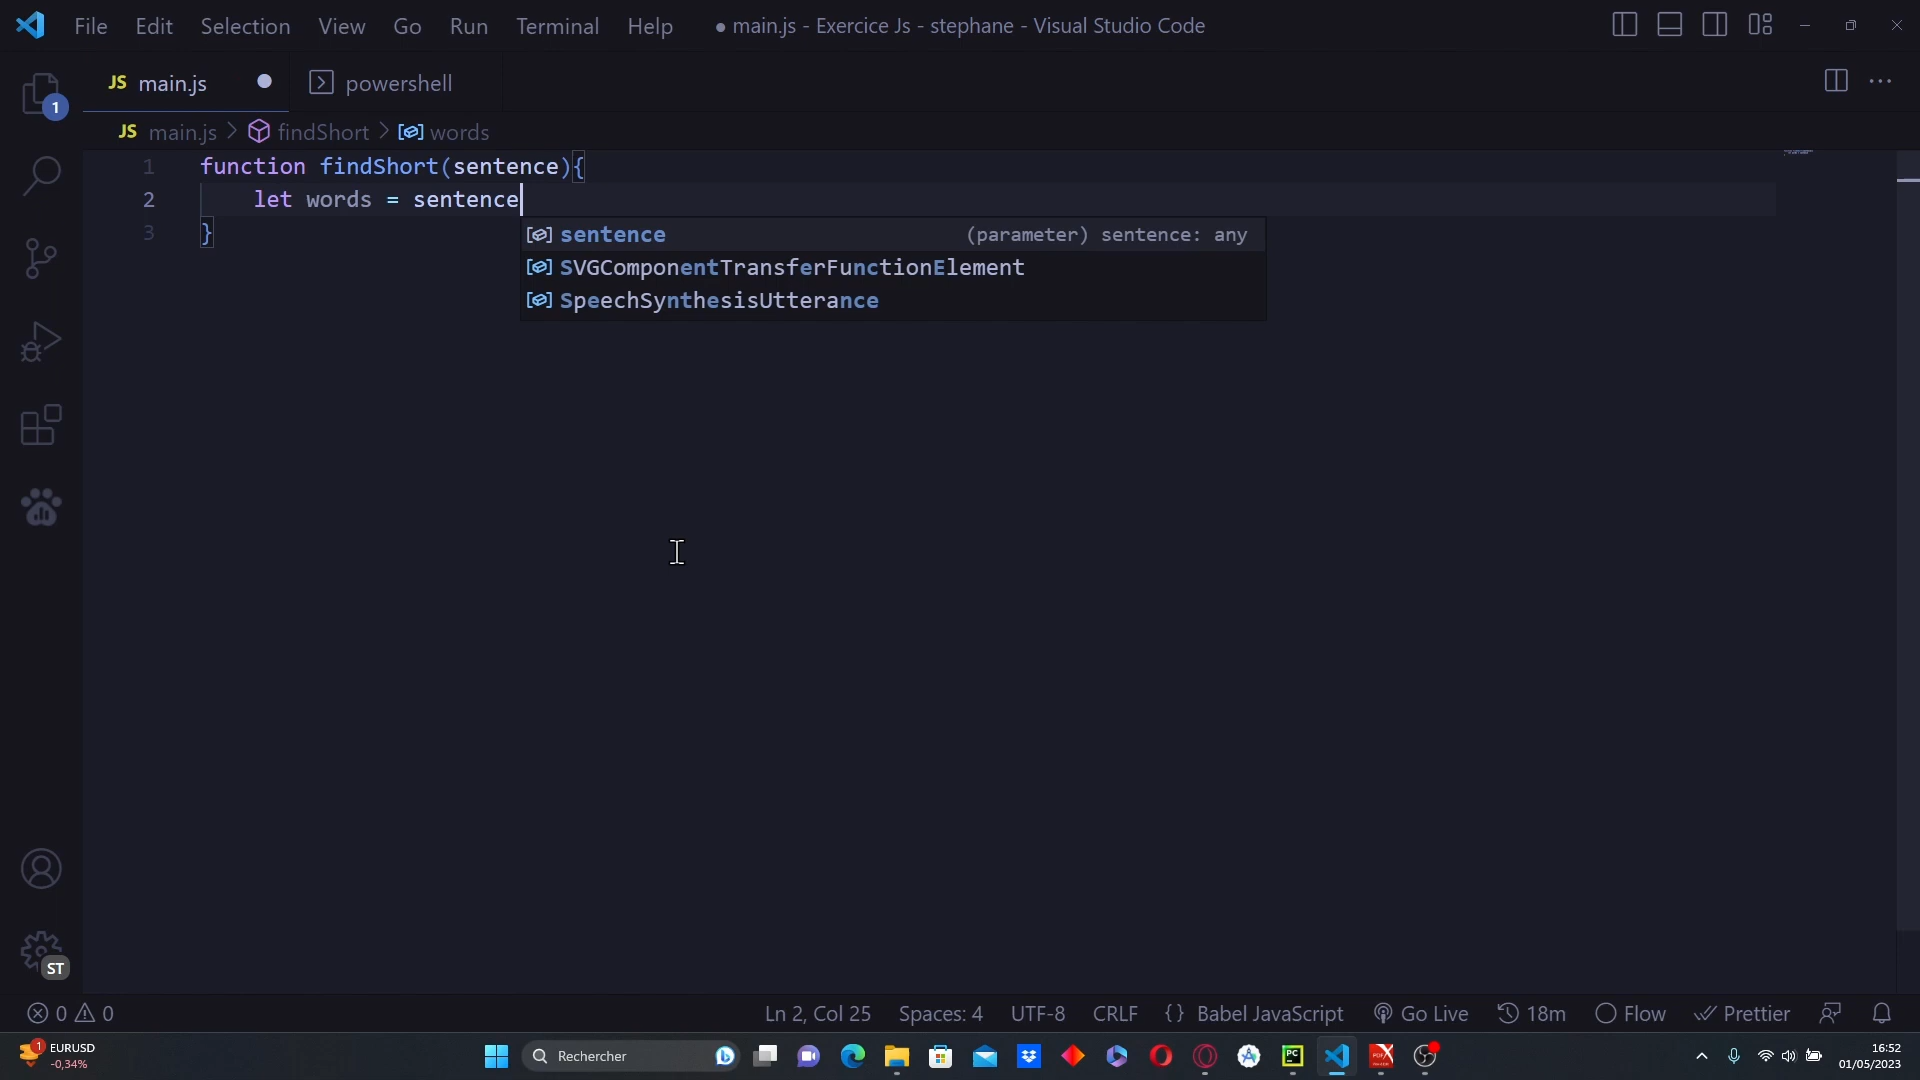 File Edit Selection View Go Run Terminal Help ● main.js - Exercice Js - stephane - Visual Studio Code
JS main.js powershell
1
JS main.js > findShort > words
1 function findShort(sentence){
2 let words = sentence
3 }
sentence (parameter) sentence: any
SVGComponentTransferFunctionElement
SpeechSynthesisUtterance
ST
0 0 Ln 2, Col 25 Spaces: 4 UTF-8 CRLF {} Babel JavaScript Go Live 18m Flow Prettier
1 EURUSD
-0,34%
Rechercher
PC
PDF
16:52
01/05/2023